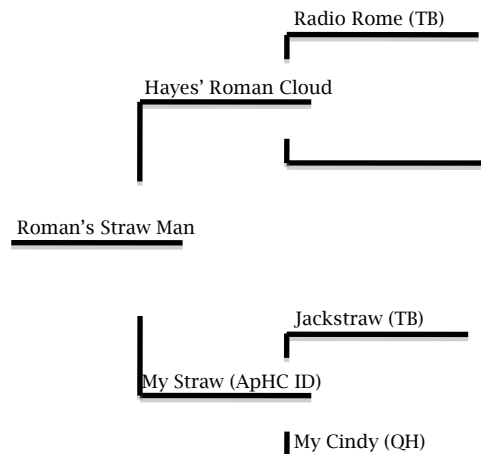 Radio Rome (TB)
Hayes’ Roman Cloud
Roman’s Straw Man
Jackstraw (TB)
My Straw (ApHC ID)
My Cindy (QH)